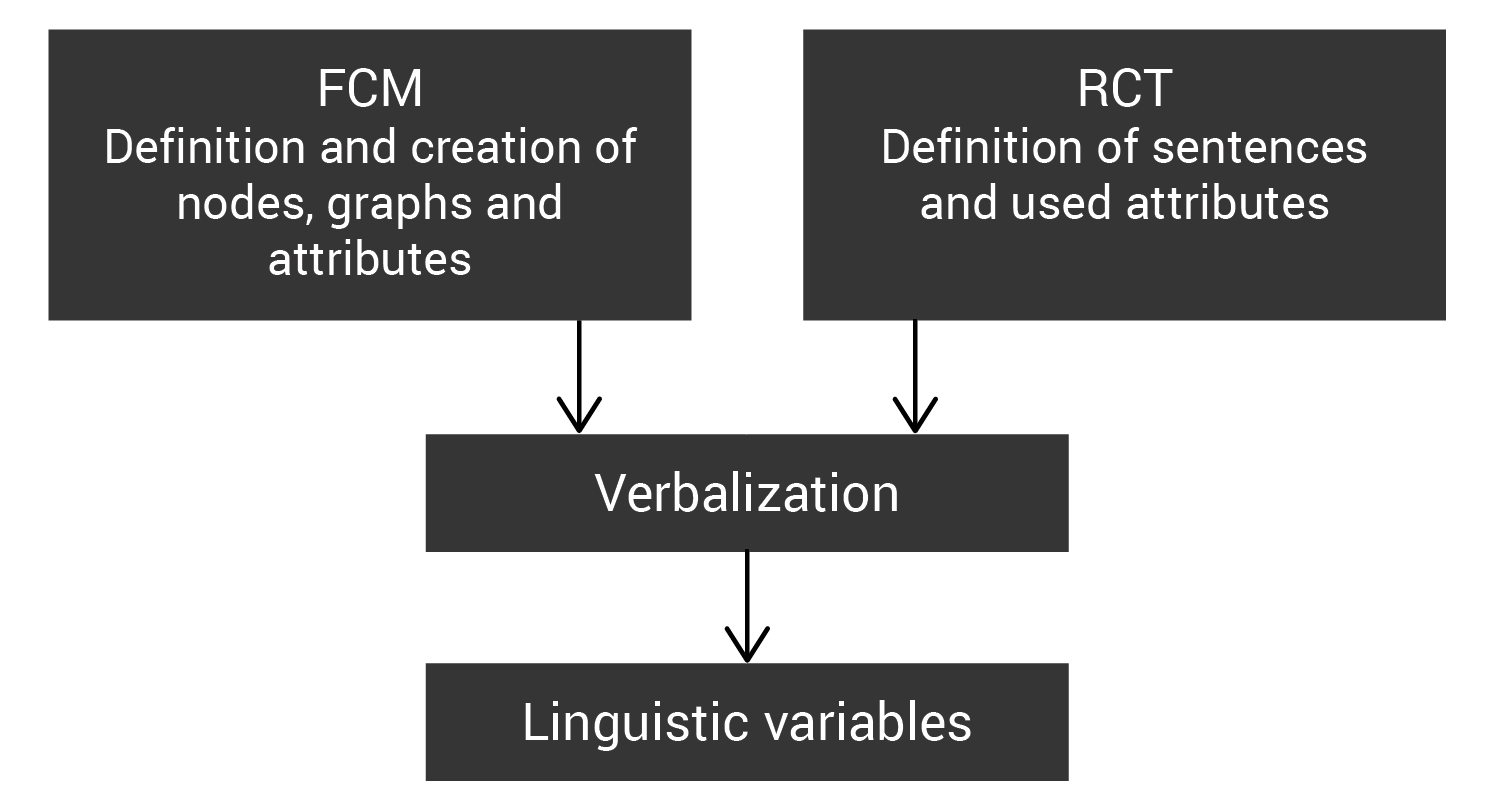 FCM
Definition and creation of
nodes, graphs and
attributes
RCT
Definition of sentences
and used attributes
Verbalization
Linguistic variables